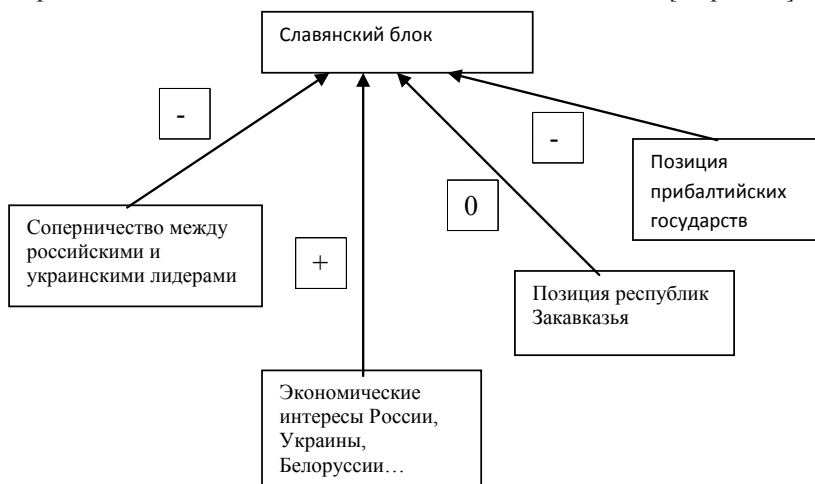 Славянский блок
-
-
Позиция
прибалтийских
государств
0
Соперничество между
российскими и
украинскими лидерами
+
Позиция республик
Закавказья
Экономические
интересы России,
Украины,
Белоруссии…